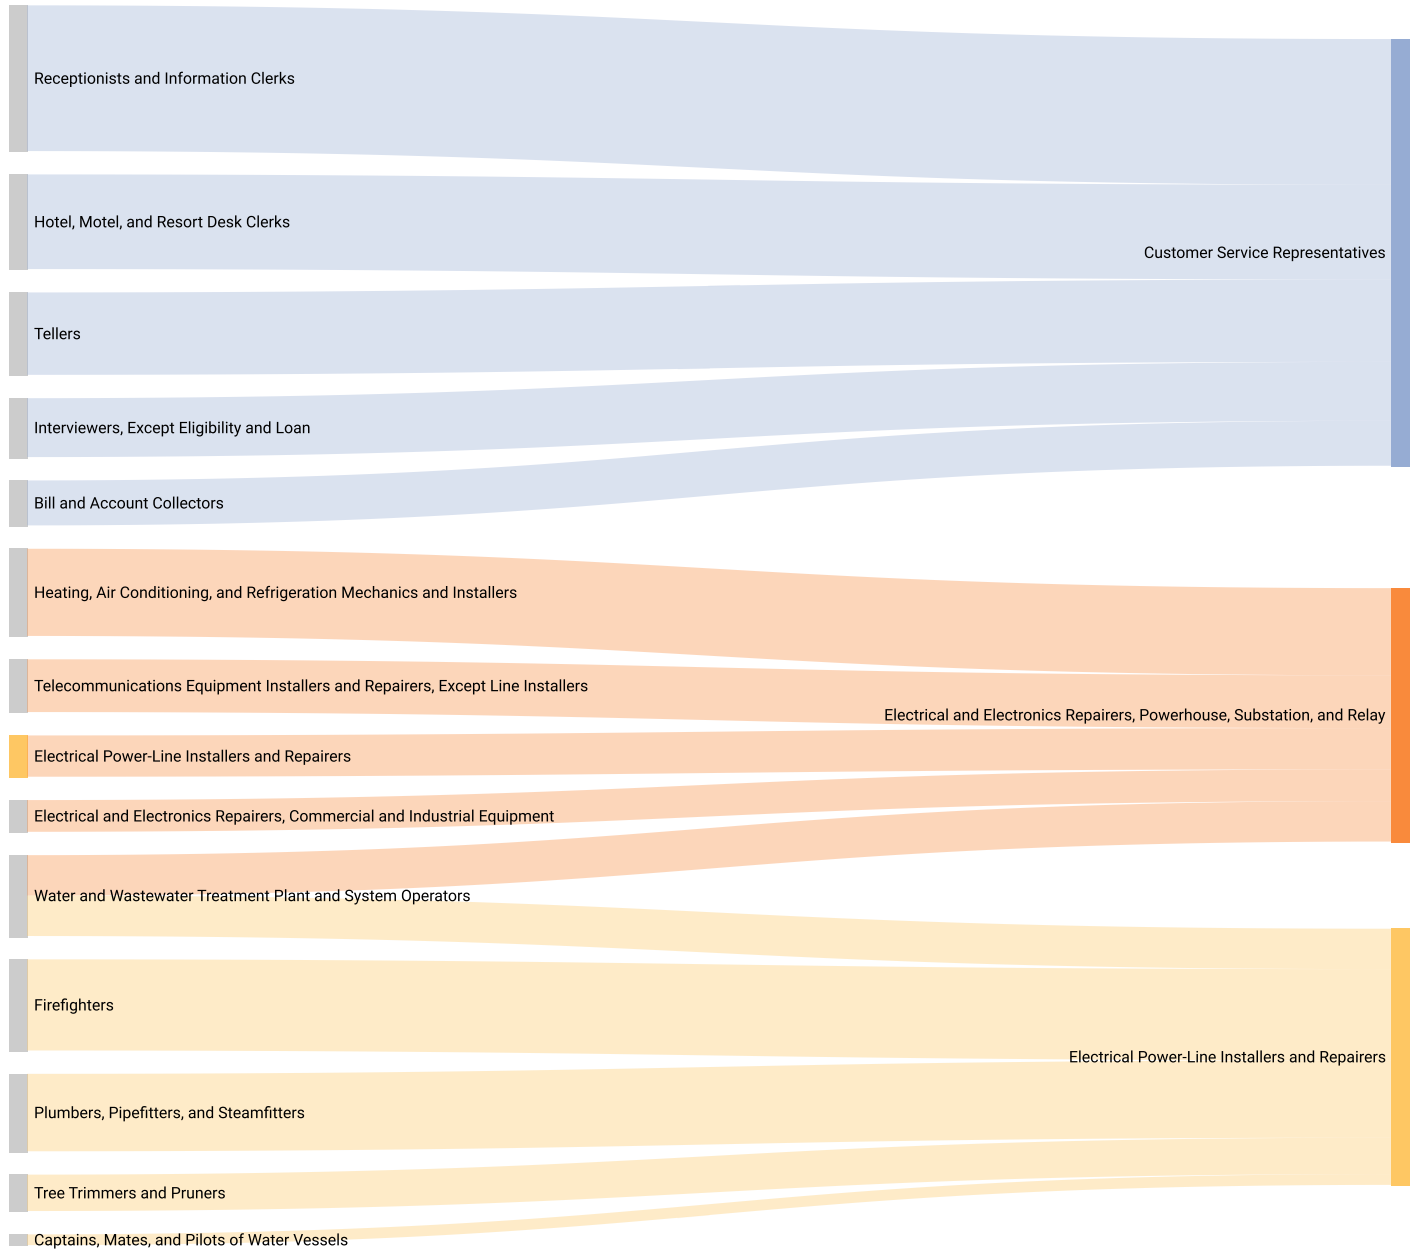 Receptionists and Information Clerks
Hotel, Motel, and Resort Desk Clerks
Customer Service Representatives
Tellers
Interviewers, Except Eligibility and Loan
Bill and Account Collectors
Heating, Air Conditioning, and Refrigeration Mechanics and Installers
Telecommunications Equipment Installers and Repairers, Except Line Installers
Electrical and Electronics Repairers, Powerhouse, Substation, and Relay
Electrical Power-Line Installers and Repairers
Electrical and Electronics Repairers, Commercial and Industrial Equipment
Water and Wastewater Treatment Plant and System Operators
Firefighters
Electrical Power-Line Installers and Repairers
Plumbers, Pipefitters, and Steamfitters
Tree Trimmers and Pruners
Captains, Mates, and Pilots of Water Vessels